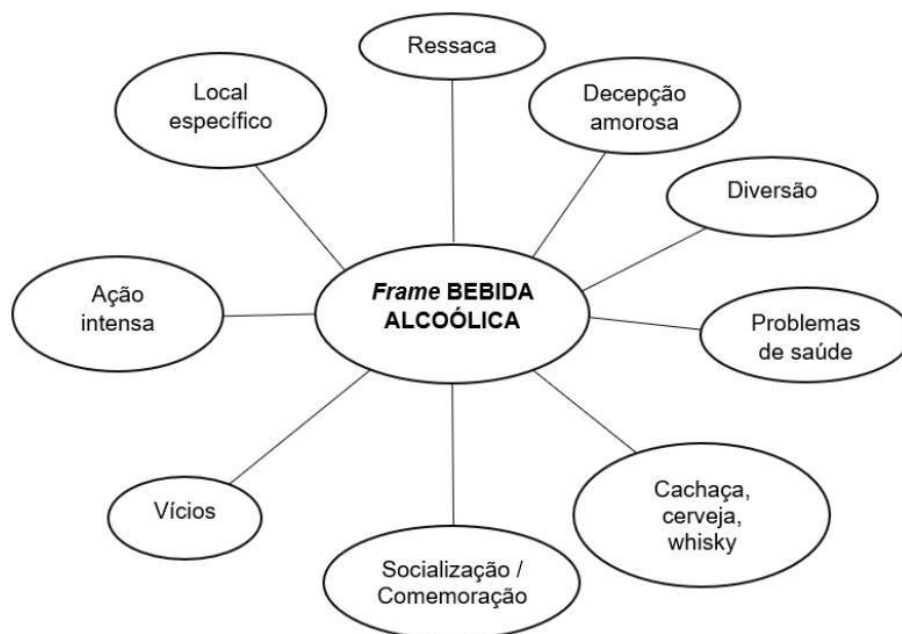 Ressaca
Local
específico
Decepção
amorosa
Diversão
Frame BEBIDA
ALCOÓLICA
Ação
intensa
Problemas
de saúde
Vícios
Cachaça,
cerveja,
whisky
Socialização /
Comemoração